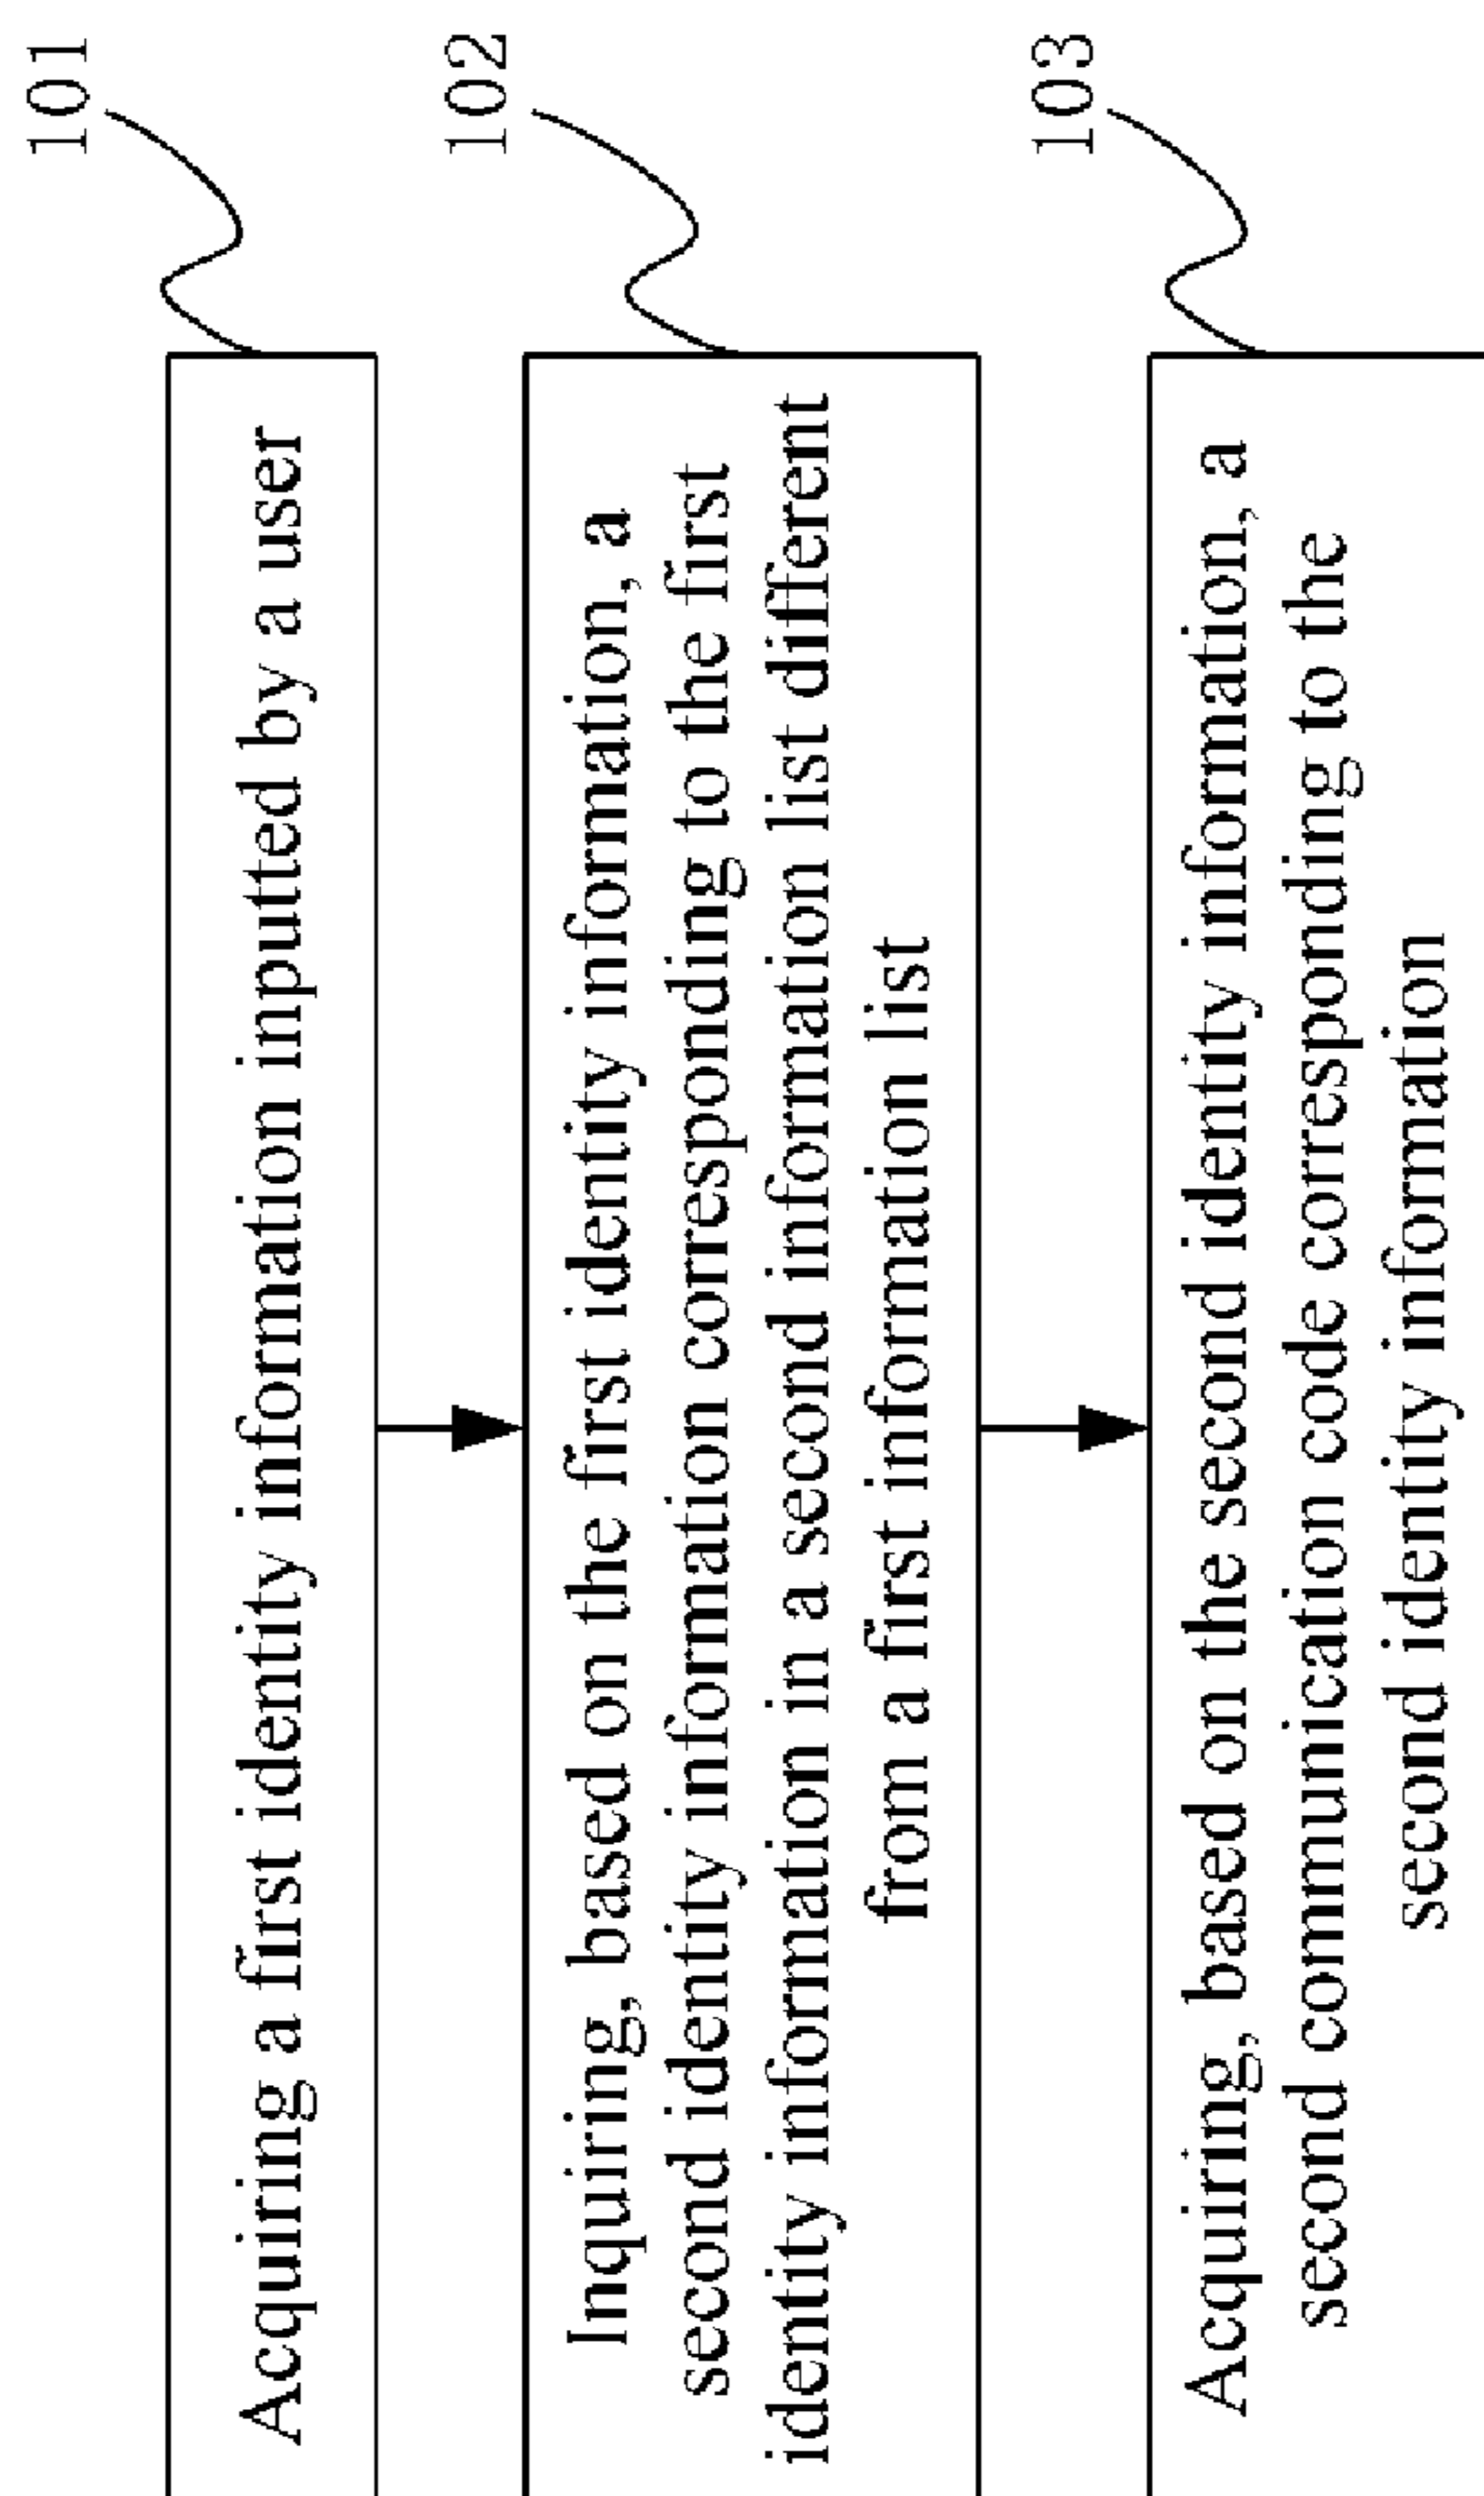 101
Acquiring a first identity information inputted by a user
102
Inquiring, based on the first identity information, a
second identity information corresponding to the first
identity information in a second information list different
from a first information list
103
Acquiring, based on the second identity information, a
second communication code corresponding to the
second identity information